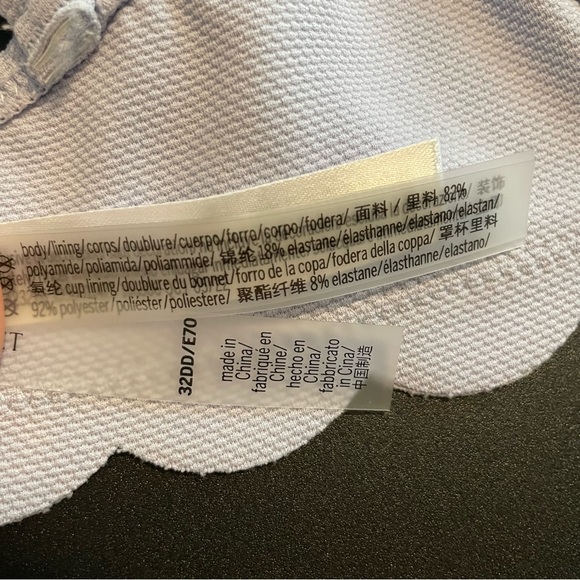 body/lining/corps/doublure/cuerpo/forro/corpo/fodera/ 面料 / 里料 82%
polyamide/poliamida/poliammide/ 锦纶 18% elastane/élasthanne/elastano/elastan/
氨纶 cup lining/doublure du bonnet/forro de la copa/fodera della coppa/ 罩杯里料
92% polyester/poliéster/poliestere/ 聚酯纤维 8% elastane/élasthanne/elastano/
装饰
32DD/E70
made in
China/
fabriqué en
Chine/
hecho en
China/
fabbricato
in Cina/
中国制造